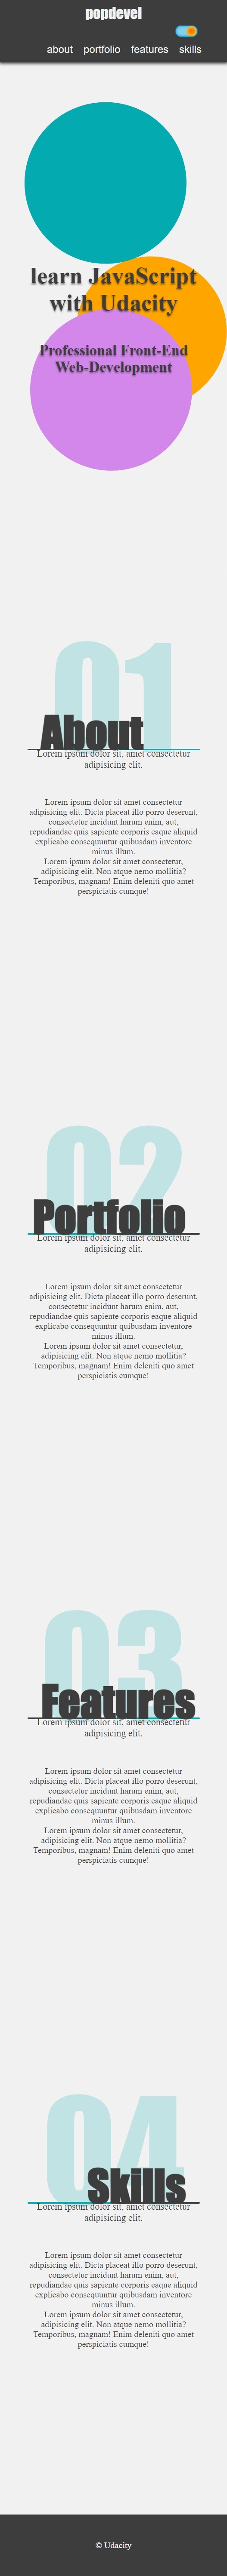 popdevel
about portfolio features skills
learn JavaScript
with Udacity
Professional Front-End
Web-Development
01
About
Lorem ipsum dolor sit, amet consectetur
adipisicing elit.
Lorem ipsum dolor sit amet consectetur
adipisicing elit. Dicta placeat illo porro deserunt,
consectetur incidunt harum enim, aut,
repudiandae quis sapiente corporis eaque aliquid
explicabo consequuntur quibusdam inventore
minus illum.
Lorem ipsum dolor sit amet consectetur,
adipisicing elit. Non atque nemo mollitia?
Temporibus, magnam! Enim deleniti quo amet
perspiciatis cumque!
02
Portfolio
Lorem ipsum dolor sit, amet consectetur
adipisicing elit.
Lorem ipsum dolor sit amet consectetur
adipisicing elit. Dicta placeat illo porro deserunt,
consectetur incidunt harum enim, aut,
repudiandae quis sapiente corporis eaque aliquid
explicabo consequuntur quibusdam inventore
minus illum.
Lorem ipsum dolor sit amet consectetur,
adipisicing elit. Non atque nemo mollitia?
Temporibus, magnam! Enim deleniti quo amet
perspiciatis cumque!
03
Features
Lorem ipsum dolor sit, amet consectetur
adipisicing elit.
Lorem ipsum dolor sit amet consectetur
adipisicing elit. Dicta placeat illo porro deserunt,
consectetur incidunt harum enim, aut,
repudiandae quis sapiente corporis eaque aliquid
explicabo consequuntur quibusdam inventore
minus illum.
Lorem ipsum dolor sit amet consectetur,
adipisicing elit. Non atque nemo mollitia?
Temporibus, magnam! Enim deleniti quo amet
perspiciatis cumque!
04
Skills
Lorem ipsum dolor sit, amet consectetur
adipisicing elit.
Lorem ipsum dolor sit amet consectetur
adipisicing elit. Dicta placeat illo porro deserunt,
consectetur incidunt harum enim, aut,
repudiandae quis sapiente corporis eaque aliquid
explicabo consequuntur quibusdam inventore
minus illum.
Lorem ipsum dolor sit amet consectetur,
adipisicing elit. Non atque nemo mollitia?
Temporibus, magnam! Enim deleniti quo amet
perspiciatis cumque!
© Udacity